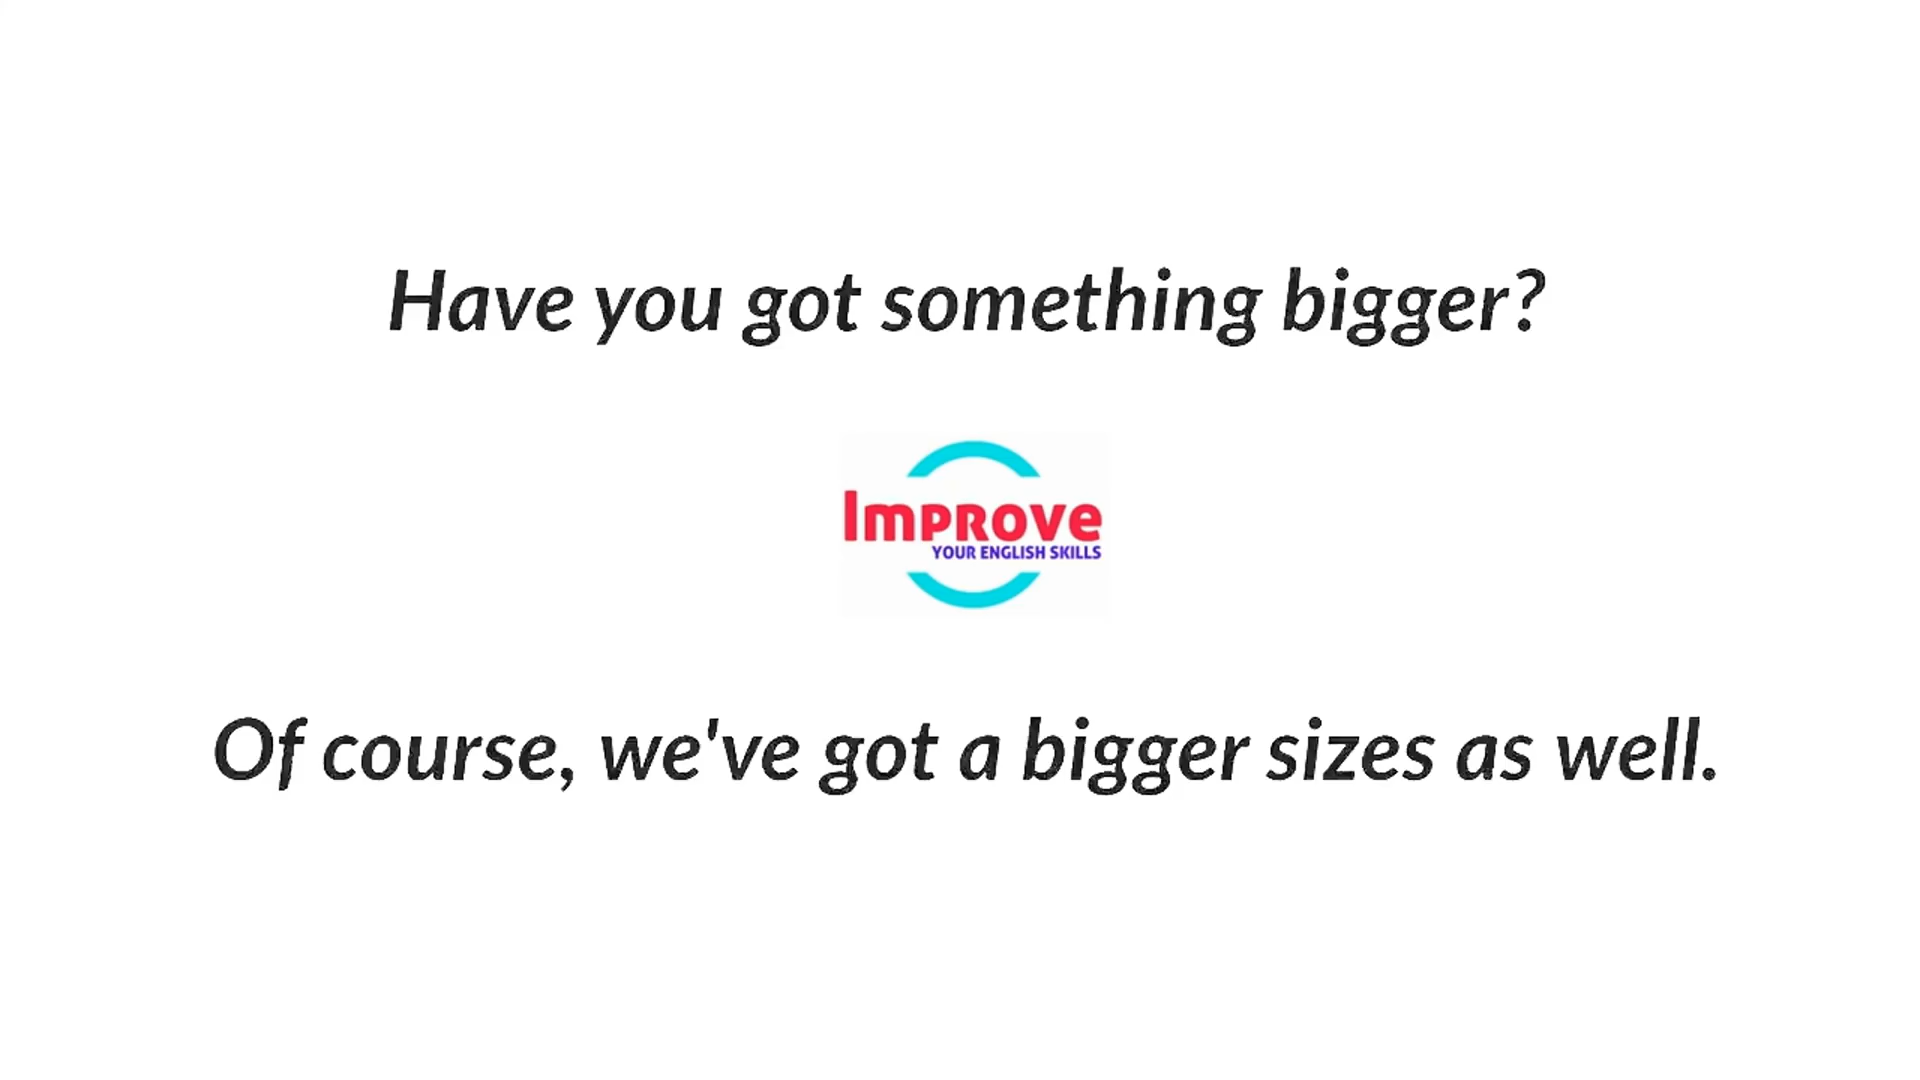 Have you got something bigger?
Improve
YOUR ENGLISH SKILLS
Of course, we've got a bigger sizes as well.